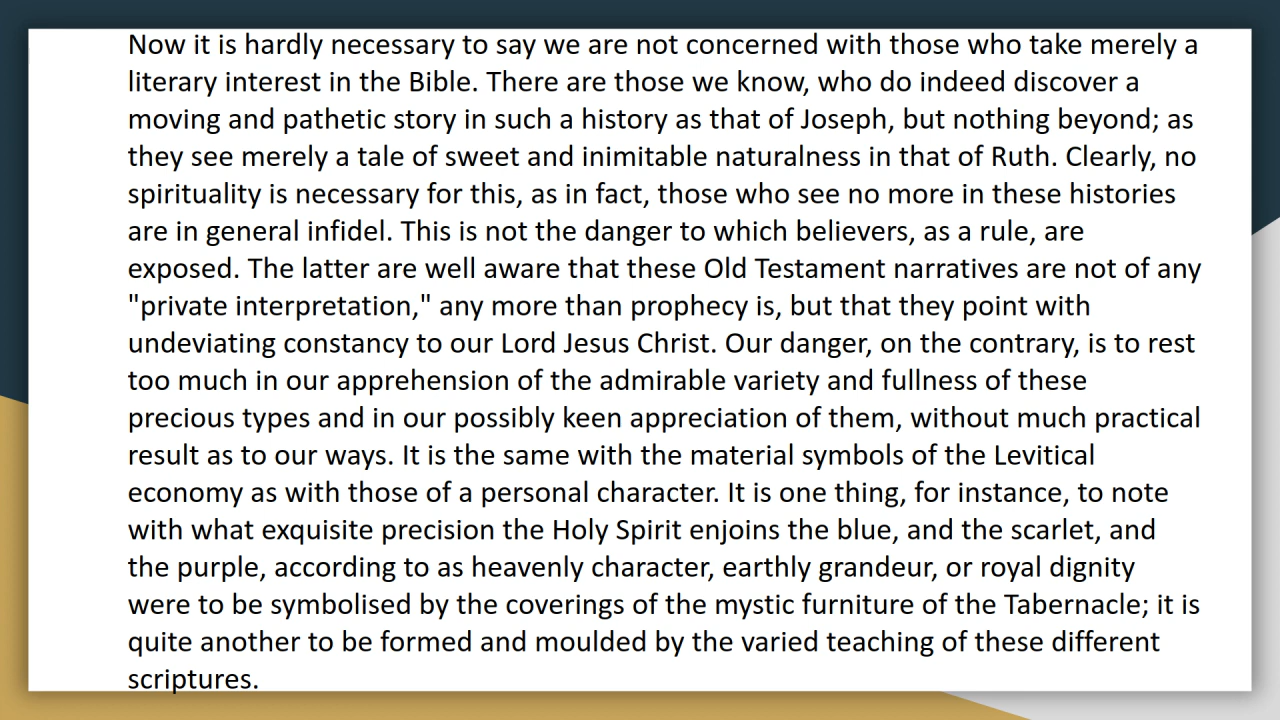 Now it is hardly necessary to say we are not concerned with those who take merely a
literary interest in the Bible. There are those we know, who do indeed discover a
moving and pathetic story in such a history as that of Joseph, but nothing beyond; as
they see merely a tale of sweet and inimitable naturalness in that of Ruth. Clearly, no
spirituality is necessary for this, as in fact, those who see no more in these histories
are in general infidel. This is not the danger to which believers, as a rule, are
exposed. The latter are well aware that these Old Testament narratives are not of any
"private interpretation," any more than prophecy is, but that they point with
undeviating constancy to our Lord Jesus Christ. Our danger, on the contrary, is to rest
too much in our apprehension of the admirable variety and fullness of these
precious types and in our possibly keen appreciation of them, without much practical
result as to our ways. It is the same with the material symbols of the Levitical
economy as with those of a personal character. It is one thing, for instance, to note
with what exquisite precision the Holy Spirit enjoins the blue, and the scarlet, and
the purple, according to as heavenly character, earthly grandeur, or royal dignity
were to be symbolised by the coverings of the mystic furniture of the Tabernacle; it is
quite another to be formed and moulded by the varied teaching of these different
scriptures.